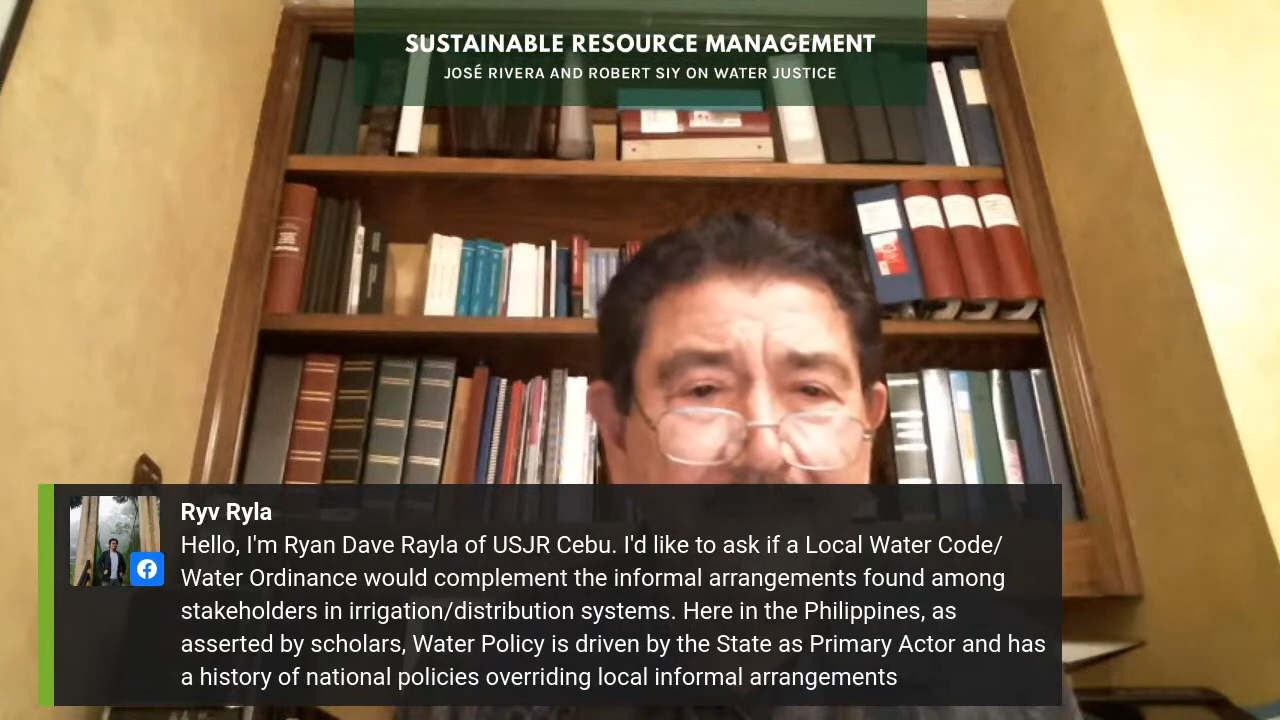 SUSTAINABLE RESOURCE MANAGEMENT
JOSÉ RIVERA AND ROBERT SIY ON WATER JUSTICE
Ryv Ryla
Hello, I'm Ryan Dave Rayla of USJR Cebu. I'd like to ask if a Local Water Code/
Water Ordinance would complement the informal arrangements found among
stakeholders in irrigation/distribution systems. Here in the Philippines, as
asserted by scholars, Water Policy is driven by the State as Primary Actor and has
a history of national policies overriding local informal arrangements